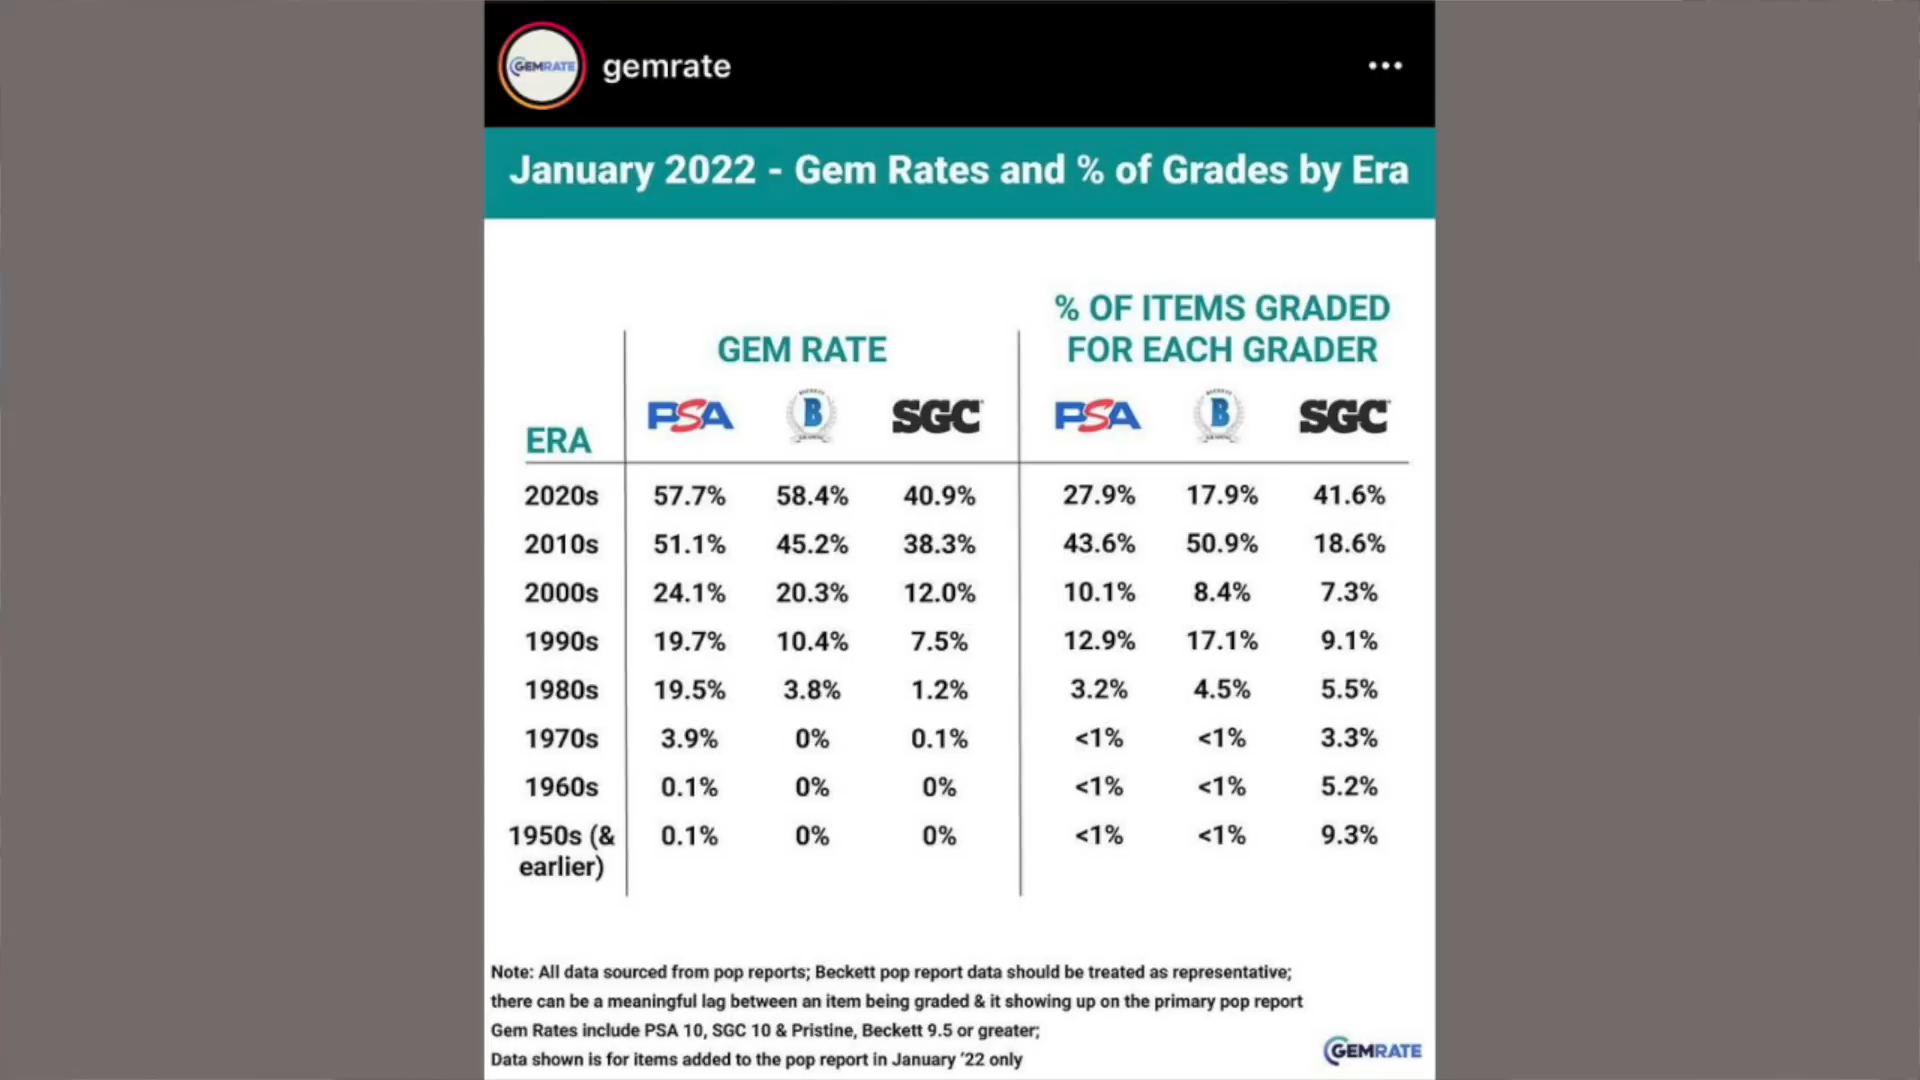 GEMRATE
gemrate
January 2022 - Gem Rates and % of Grades by Era
% OF ITEMS GRADED
GEM RATE FOR EACH GRADER
ERA PSA B SGC PSA B SGC
2020s 57.7% 58.4% 40.9% 27.9% 17.9% 41.6%
2010s 51.1% 45.2% 38.3% 43.6% 50.9% 18.6%
2000s 24.1% 20.3% 12.0% 10.1% 8.4% 7.3%
1990s 19.7% 10.4% 7.5% 12.9% 17.1% 9.1%
1980s 19.5% 3.8% 1.2% 3.2% 4.5% 5.5%
1970s 3.9% 0% 0.1% <1% <1% 3.3%
1960s 0.1% 0% 0% <1% <1% 5.2%
1950s (& 0.1% 0% 0% <1% <1% 9.3%
earlier)
Note: All data sourced from pop reports; Beckett pop report data should be treated as representative;
there can be a meaningful lag between an item being graded & it showing up on the primary pop report
Gem Rates include PSA 10, SGC 10 & Pristine, Beckett 9.5 or greater;
Data shown is for items added to the pop report in January '22 only
GEMRATE